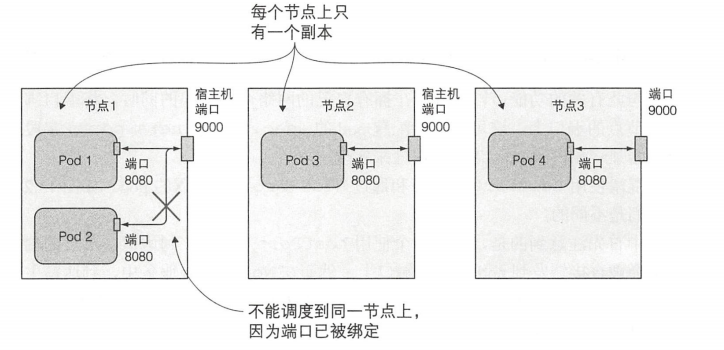 每个节点上只
有一个副本
节点1
宿主机
端口
9000
Pod 1
端口
8080
Pod 2
端口
8080
节点2
宿主机
端口
9000
Pod 3
端口
8080
节点3
端口
9000
Pod 4
端口
8080
不能调度到同一节点上，
因为端口已被绑定